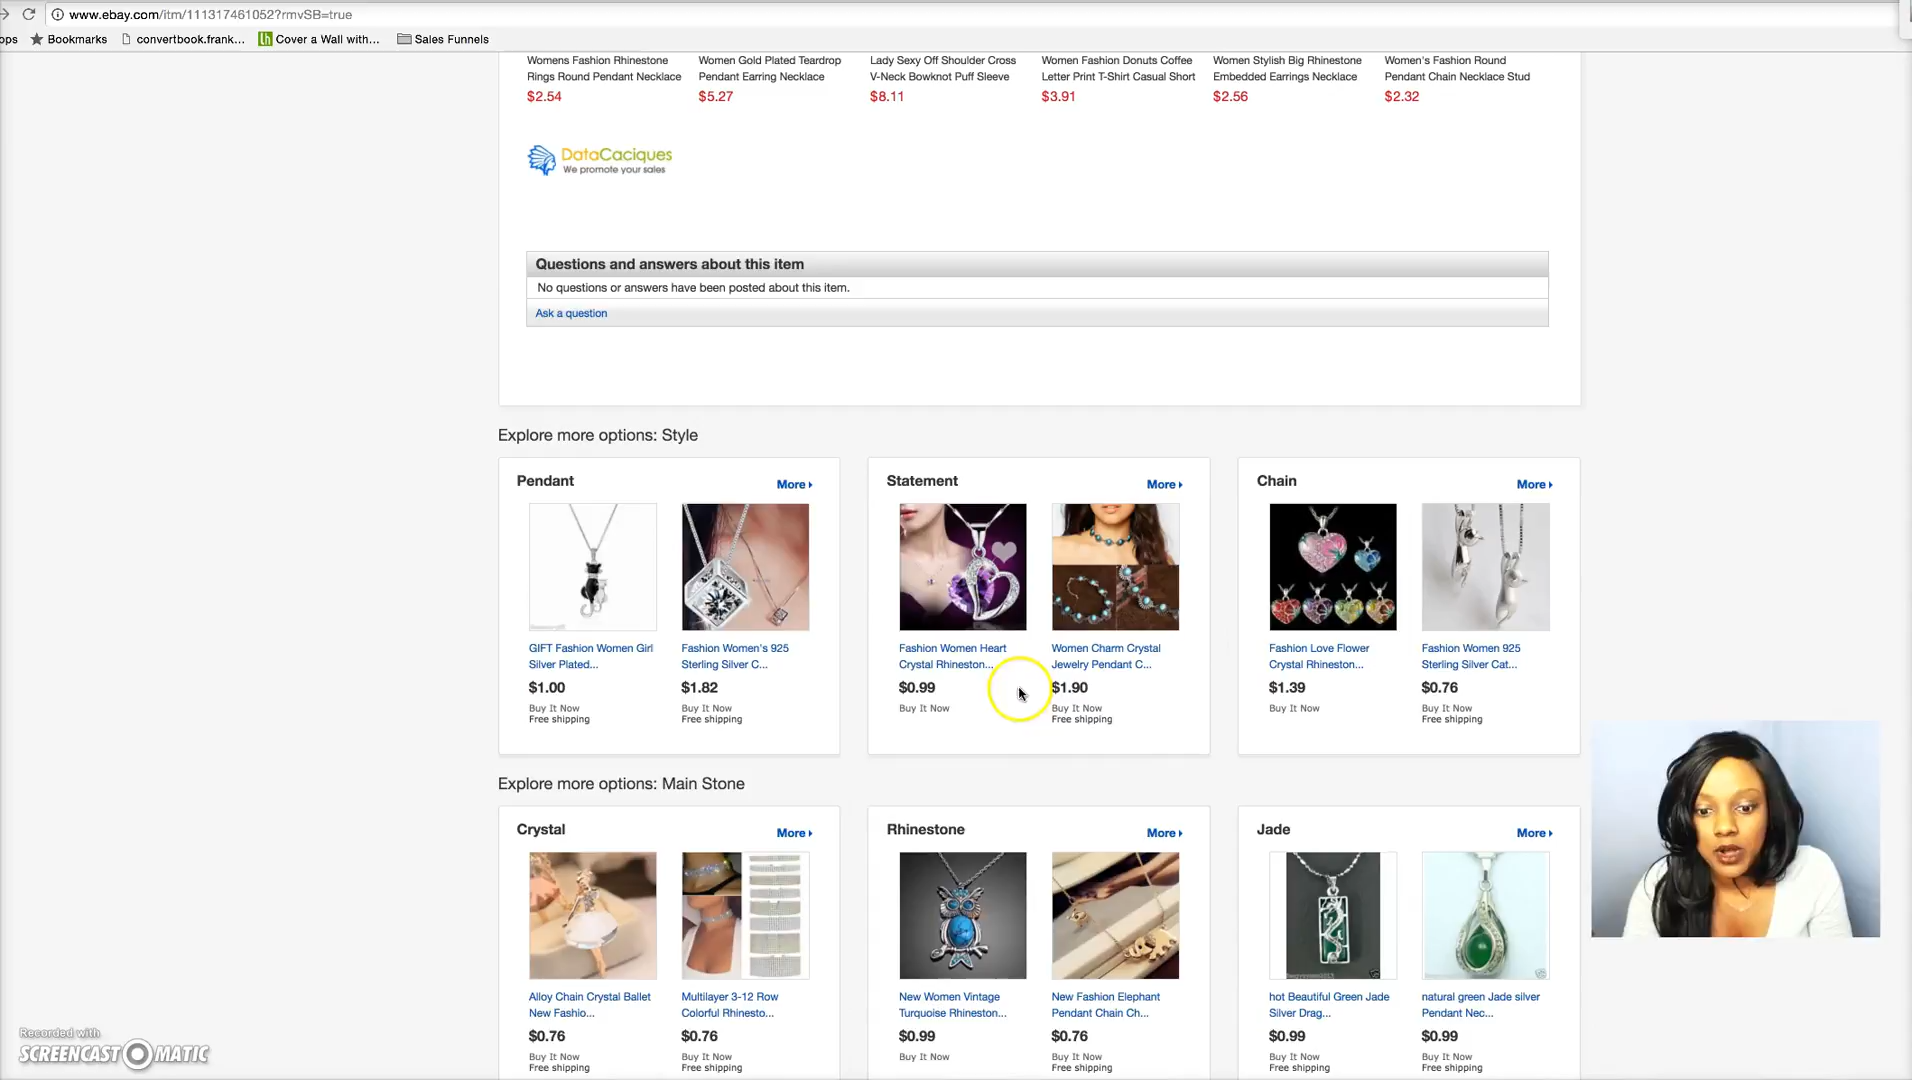 www.ebay.com/itm/111317461052?rmvSB=true
ops Bookmarks convertbook.frank... Cover a Wall with... Sales Funnels
Womens Fashion Rhinestone
Rings Round Pendant Necklace
$2.54
Women Gold Plated Teardrop
Pendant Earring Necklace
$5.27
Lady Sexy Off Shoulder Cross
V-Neck Bowknot Puff Sleeve
$8.11
Women Fashion Donuts Coffee
Letter Print T-Shirt Casual Short
$3.91
Women Stylish Big Rhinestone
Embedded Earrings Necklace
$2.56
Women's Fashion Round
Pendant Chain Necklace Stud
$2.32
DataCaciques
We promote your sales
Questions and answers about this item
No questions or answers have been posted about this item.
Ask a question
Explore more options: Style
Pendant
More
GIFT Fashion Women Girl
Silver Plated...
$1.00
Buy It Now
Free shipping
Fashion Women's 925
Sterling Silver C...
$1.82
Buy It Now
Free shipping
Statement
More
Fashion Women Heart
Crystal Rhineston...
$0.99
Buy It Now
Women Charm Crystal
Jewelry Pendant C...
$1.90
Buy It Now
Free shipping
Chain
More
Fashion Love Flower
Crystal Rhineston...
$1.39
Buy It Now
Fashion Women 925
Sterling Silver Cat...
$0.76
Buy It Now
Free shipping
Explore more options: Main Stone
Crystal
More
Alloy Chain Crystal Ballet
New Fashio...
$0.76
Buy It Now
Free shipping
Multilayer 3-12 Row
Colorful Rhinesto...
$0.76
Buy It Now
Free shipping
Rhinestone
More
New Women Vintage
Turquoise Rhineston...
$0.99
Buy It Now
New Fashion Elephant
Pendant Chain Ch...
$0.76
Buy It Now
Free shipping
Jade
More
hot Beautiful Green Jade
Silver Drag...
$0.99
Buy It Now
Free shipping
natural green Jade silver
Pendant Nec...
$0.99
Buy It Now
Free shipping
Recorded with
SCREENCAST MATIC